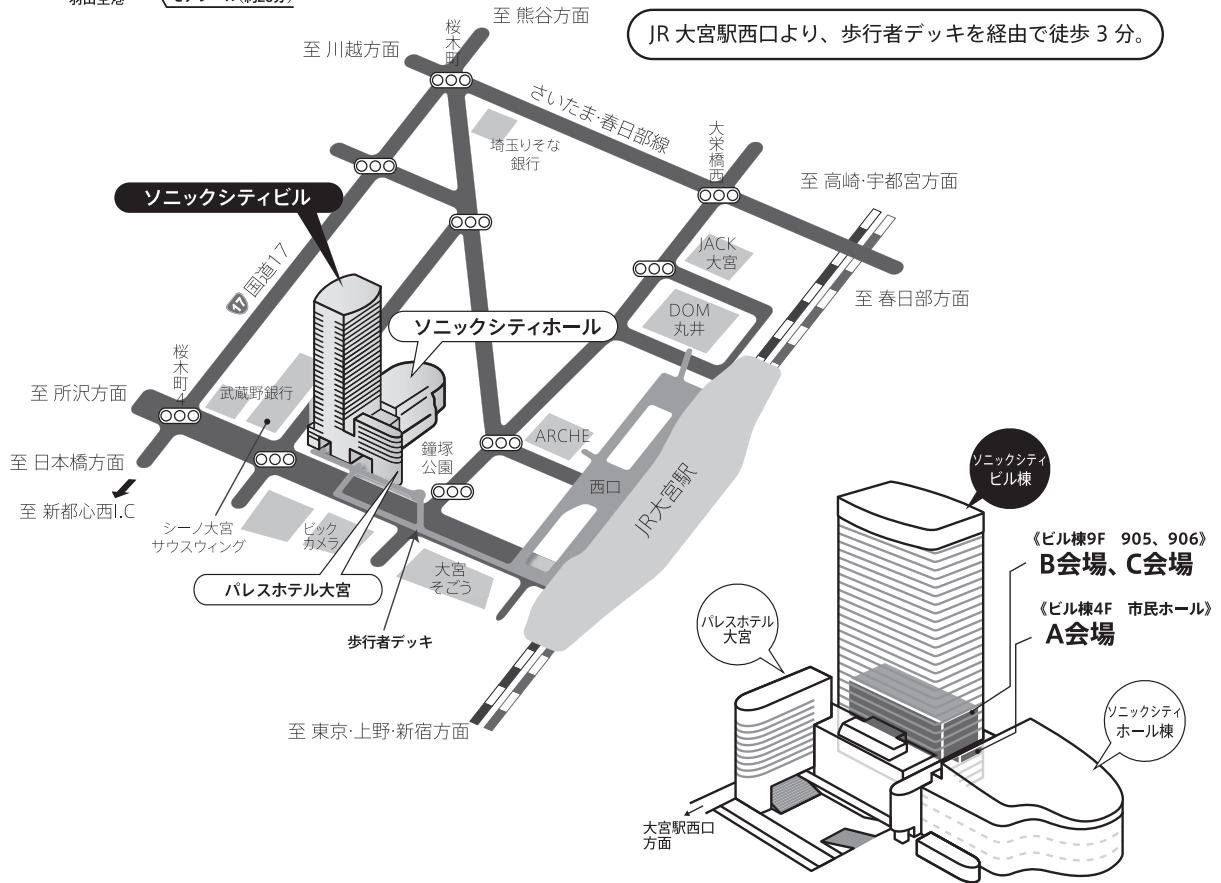 JR 大宮駅西口より、歩行者デッキを経由で徒歩 3 分。
至 熊谷方面
桜木町
至 川越方面
さいたま・春日部線
埼玉りそな
銀行
大栄橋西
至 高崎・宇都宮方面
ソニックシティビル
JACK
大宮
17 国道17
至 春日部方面
DOM
丸井
ソニックシティホール
桜木町4
至 所沢方面
武蔵野銀行
ARCHE
鐘塚
公園
至 日本橋方面
西口
JR大宮駅
至 新都心西I.C
シーノ大宮
サウスウィング
ビック
カメラ
大宮
そごう
パレスホテル大宮
歩行者デッキ
至 東京・上野・新宿方面
ソニックシティ
ビル棟
《ビル棟9F 905、906》
B会場、C会場
《ビル棟4F 市民ホール》
A会場
パレスホテル
大宮
ソニックシティ
ホール棟
大宮駅西口
方面